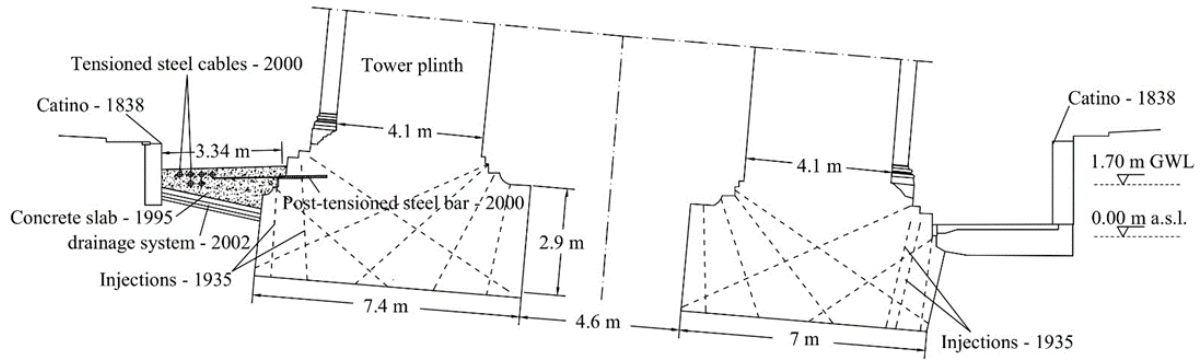 Tensioned steel cables - 2000
Tower plinth
Catino - 1838
Catino - 1838
4.1 m
3.34 m
4.1 m
1.70 m GWL
Post-tensioned steel bar - 2000
Concrete slab - 1995
0.00 m a.s.l.
drainage system - 2002
2.9 m
Injections - 1935
7.4 m
4.6 m
7 m
Injections - 1935